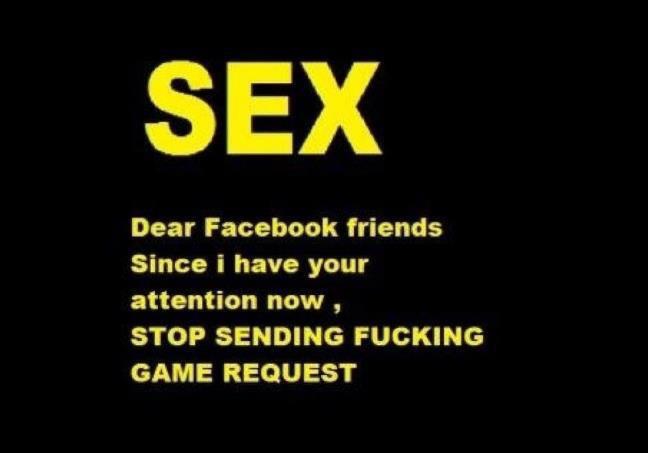 SEX
Dear Facebook friends
Since i have your
attention now ,
STOP SENDING FUCKING
GAME REQUEST